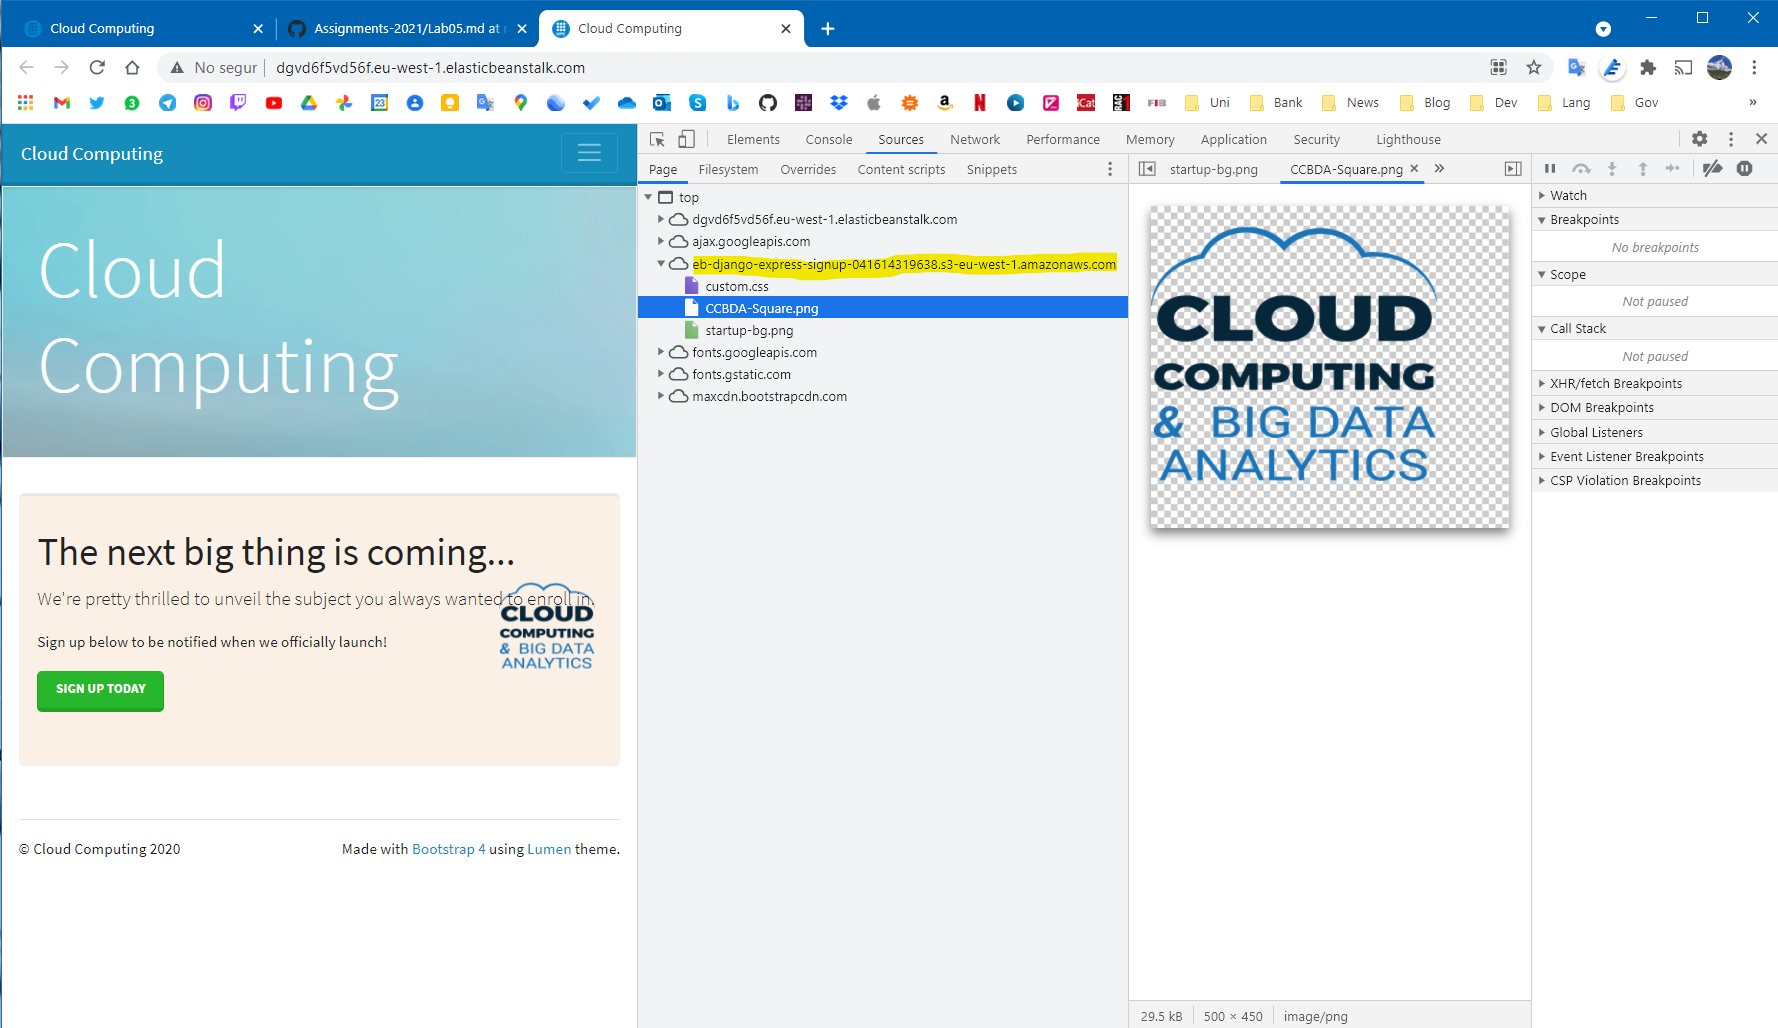 Cloud Computing
Assignments-2021/Lab05.md at
Cloud Computing
No segur
dgvd6f5vd56f.eu-west-1.elasticbeanstalk.com
3
23
iCat
FIB
Uni
Bank
News
Blog
Dev
Lang
Gov
»
Cloud Computing
Cloud
Computing
The next big thing is coming...
We're pretty thrilled to unveil the subject you always wanted to enroll in.
Sign up below to be notified when we officially launch!
SIGN UP TODAY
CLOUD
COMPUTING
& BIG DATA
ANALYTICS
© Cloud Computing 2020
Made with Bootstrap 4 using Lumen theme.
Elements Console Sources Network Performance Memory Application Security Lighthouse
Page Filesystem Overrides Content scripts Snippets
top
dgvd6f5vd56f.eu-west-1.elasticbeanstalk.com
ajax.googleapis.com
eb-django-express-signup-041614319638.s3-eu-west-1.amazonaws.com
custom.css
CCBDA-Square.png
startup-bg.png
fonts.googleapis.com
fonts.gstatic.com
maxcdn.bootstrapcdn.com
startup-bg.png
CCBDA-Square.png
»
CLOUD
COMPUTING
& BIG DATA
ANALYTICS
29.5 kB
500 × 450
image/png
Watch
Breakpoints
No breakpoints
Scope
Not paused
Call Stack
Not paused
XHR/fetch Breakpoints
DOM Breakpoints
Global Listeners
Event Listener Breakpoints
CSP Violation Breakpoints